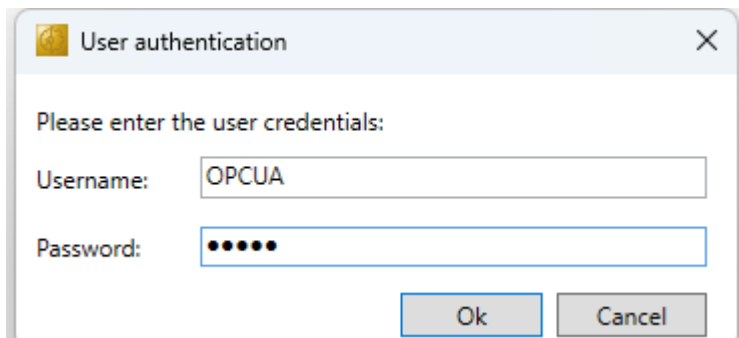 User authentication
Please enter the user credentials:
Username: OPCUA
Password: •••••
Ok Cancel